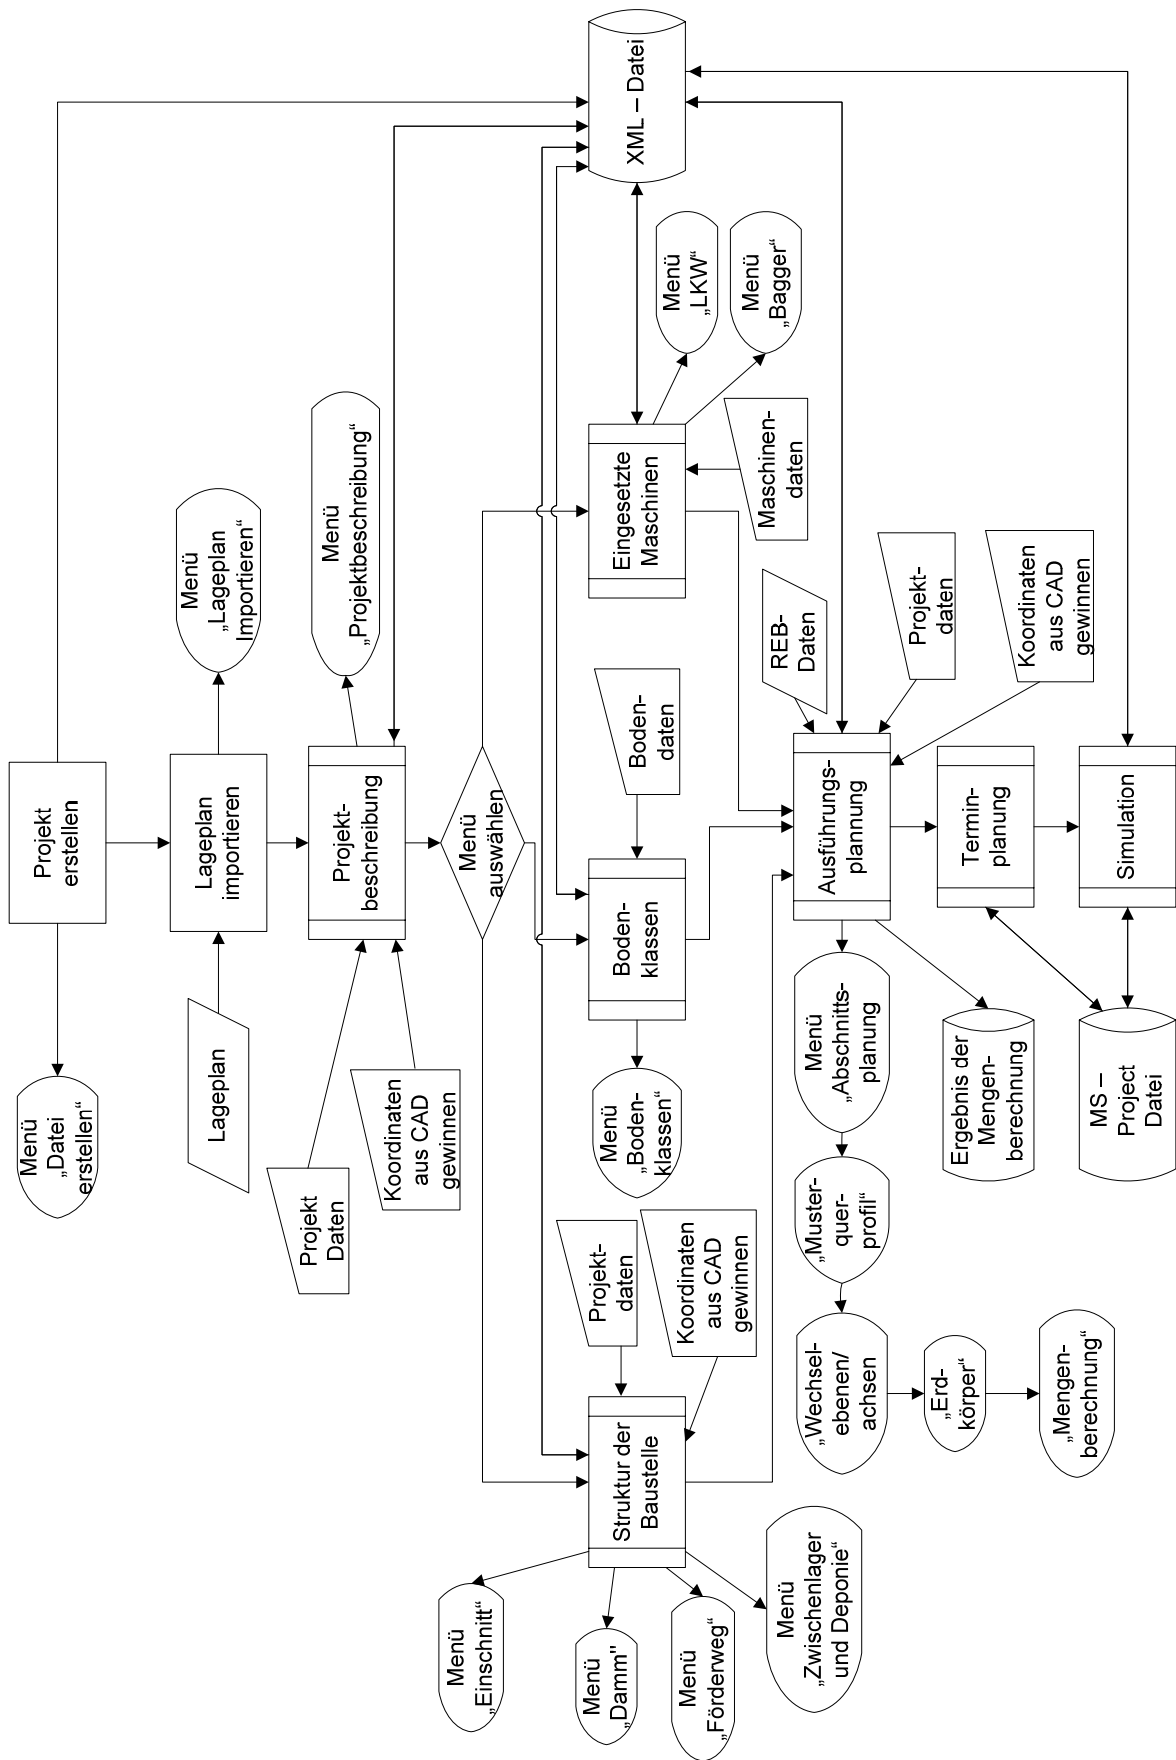 Projekt
erstellen
Menü
„Datei
erstellen“
Lageplan
importieren
Menü
„Lageplan
Importieren“
Lageplan
Projekt-
beschreibung
Menü
„Projektbeschreibung“
Projekt
Daten
Koordinaten
aus CAD
gewinnen
Menü
auswählen
XML – Datei
Struktur der
Baustelle
Projekt-
daten
Koordinaten
aus CAD
gewinnen
Menü
„Einschnitt“
Menü
„Damm"
Menü
„Förderweg“
Menü
„Zwischenlager
und Deponie“
Boden-
klassen
Boden-
daten
Menü
„Boden-
klassen“
Eingesetzte
Maschinen
Maschinen-
daten
Menü
„LKW“
Menü
„Bagger“
Ausführungs-
plannung
REB-
Daten
Projekt-
daten
Koordinaten
aus CAD
gewinnen
Menü
„Abschnitts-
planung
„Muster-
quer-
profil“
„Wechsel-
ebenen/
achsen
„Erd-
körper“
„Mengen-
berechnung“
Ergebnis der
Mengen-
berechnung
Termin-
planung
Simulation
MS –
Project
Datei